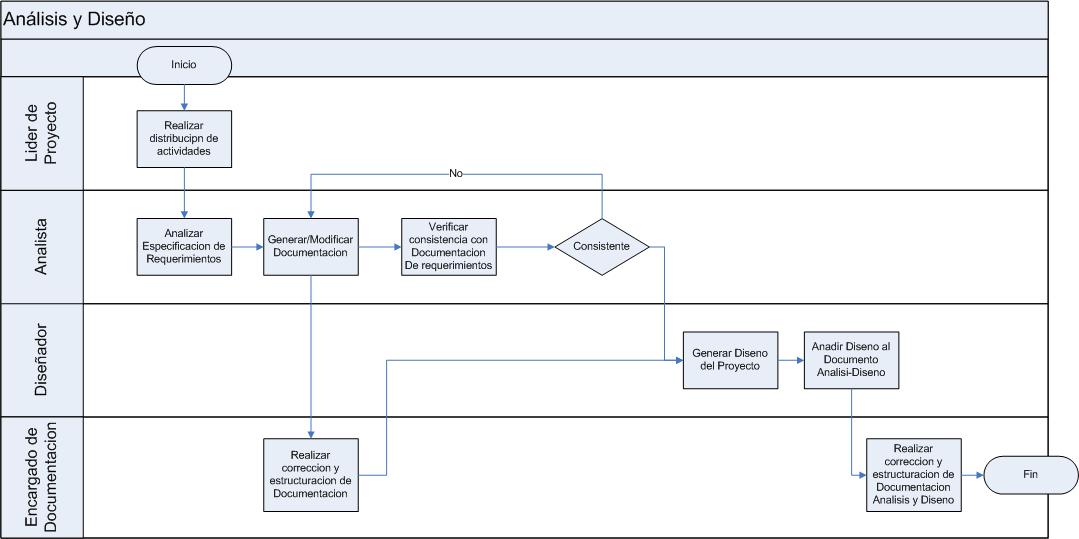 Análisis y Diseño
Inicio
Lider de
Proyecto
Realizar
distribucipn de
actividades
No
Analista
Analizar
Especificacion de
Requerimientos
Generar/Modificar
Documentacion
Verificar
consistencia con
Documentacion
De requerimientos
Consistente
Diseñador
Generar Diseno
del Proyecto
Anadir Diseno al
Documento
Analisi-Diseno
Encargado de
Documentacion
Realizar
correccion y
estructuracion de
Documentacion
Realizar
correccion y
estructuracion de
Documentacion
Analisis y Diseno
Fin